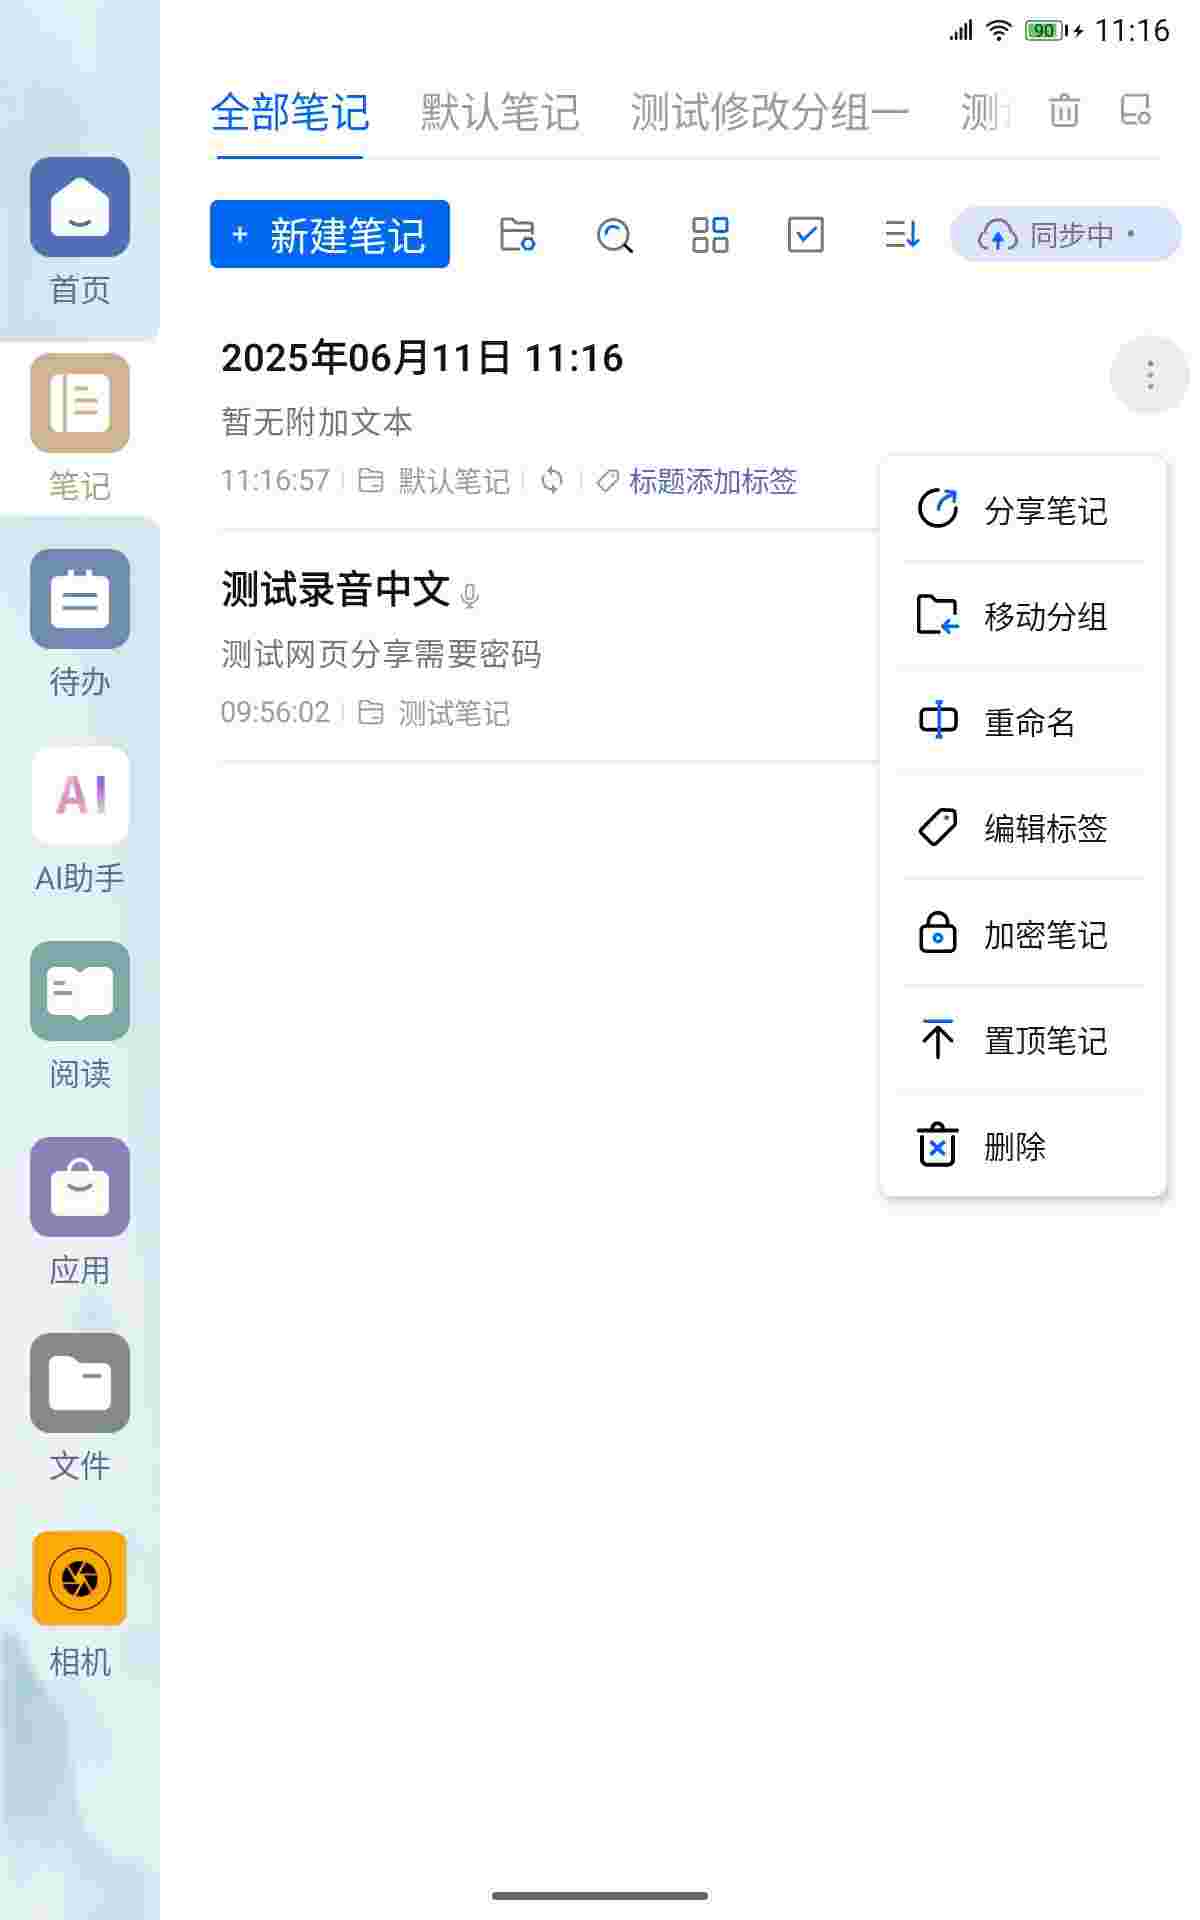 90 11:16
全部笔记 默认笔记 测试修改分组一 测
+ 新建笔记 同步中
2025年06月11日 11:16
暂无附加文本
11:16:57 默认笔记 标题添加标签
测试录音中文
测试网页分享需要密码
09:56:02 测试笔记
分享笔记
移动分组
重命名
编辑标签
加密笔记
置顶笔记
删除
首页
笔记
待办
AI
AI助手
阅读
应用
文件
相机